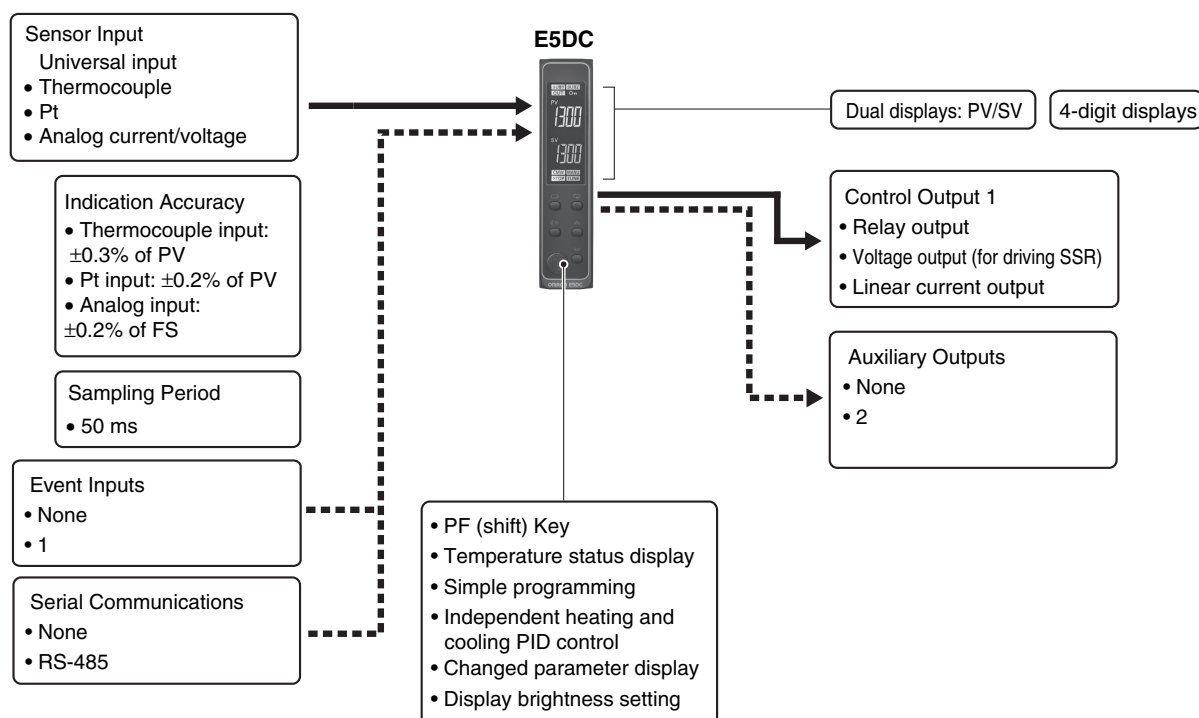 Sensor Input
Universal input
• Thermocouple
• Pt
• Analog current/voltage
Indication Accuracy
• Thermocouple input:
±0.3% of PV
• Pt input: ±0.2% of PV
• Analog input:
±0.2% of FS
Sampling Period
• 50 ms
Event Inputs
• None
• 1
Serial Communications
• None
• RS-485
E5DC
PV
1300
SV
1300
E5DC
• PF (shift) Key
• Temperature status display
• Simple programming
• Independent heating and
cooling PID control
• Changed parameter display
• Display brightness setting
Dual displays: PV/SV
4-digit displays
Control Output 1
• Relay output
• Voltage output (for driving SSR)
• Linear current output
Auxiliary Outputs
• None
• 2